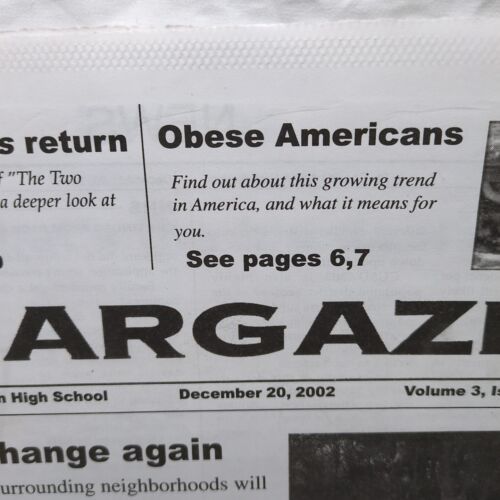 s return
f "The Two
a deeper look at
Obese Americans
Find out about this growing trend
in America, and what it means for
you.
See pages 6,7
ARGAZ
n High School
December 20, 2002
Volume 3, Is
hange again
urrounding neighborhoods will